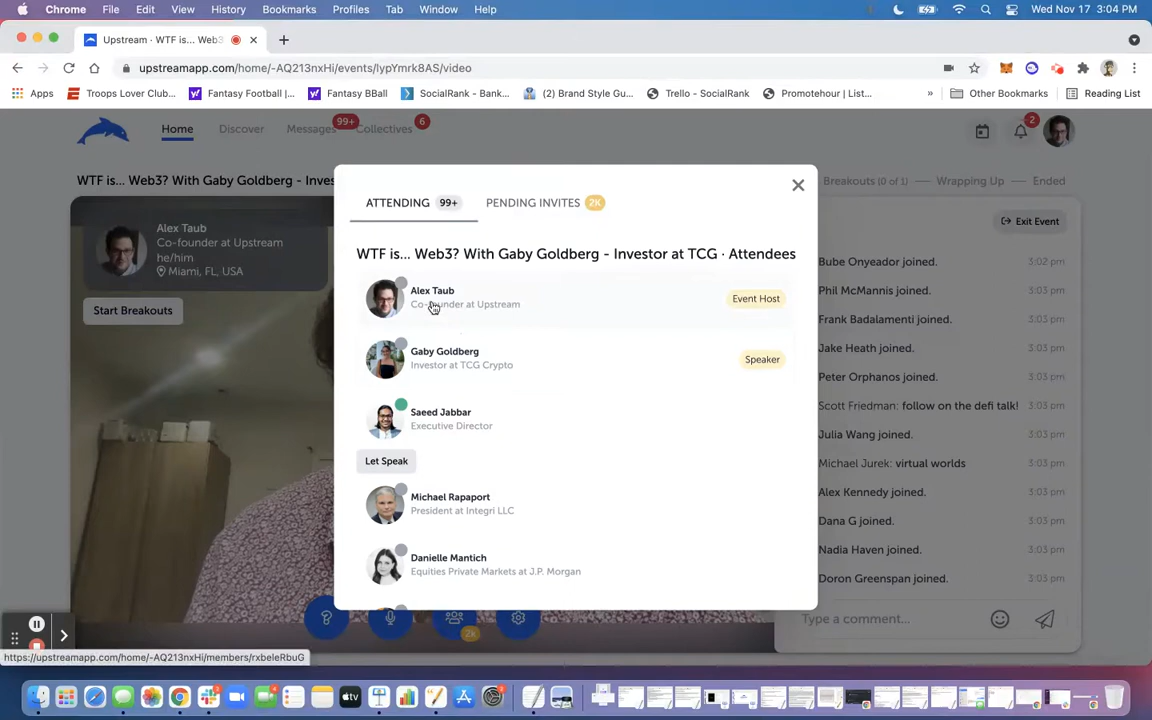 Chrome File Edit View History Bookmarks Profiles Tab Window Help Wed Nov 17 3:04 PM
Upstream · WTF is... Web3
upstreamapp.com/home/-AQ213nxHi/events/lypYmrk8AS/video
Apps Troops Lover Club... Fantasy Football |... Fantasy BBall SocialRank - Bank... (2) Brand Style Gu... Trello - SocialRank Promotehour | List... » Other Bookmarks Reading List
Home Discover Messages 99+ Collectives 6 2
WTF is... Web3? With Gaby Goldberg - Inves
Breakouts (0 of 1) Wrapping Up Ended
Alex Taub
Co-founder at Upstream
he/him
Miami, FL, USA
Start Breakouts
ATTENDING 99+ PENDING INVITES 2K
WTF is... Web3? With Gaby Goldberg - Investor at TCG · Attendees
Alex Taub
Co-founder at Upstream
Event Host
Gaby Goldberg
Investor at TCG Crypto
Speaker
Saeed Jabbar
Executive Director
Let Speak
Michael Rapaport
President at Integri LLC
Danielle Mantich
Equities Private Markets at J.P. Morgan
2k
Exit Event
Bube Onyeador joined. 3:02 pm
Phil McMannis joined. 3:03 pm
Frank Badalamenti joined. 3:03 pm
Jake Heath joined. 3:03 pm
Peter Orphanos joined. 3:03 pm
Scott Friedman: follow on the defi talk! 3:03 pm
Julia Wang joined. 3:03 pm
Michael Jurek: virtual worlds 3:03 pm
Alex Kennedy joined. 3:03 pm
Dana G joined. 3:03 pm
Nadia Haven joined. 3:03 pm
Doron Greenspan joined. 3:03 pm
Type a comment...
https://upstreamapp.com/home/-AQ213nxHi/members/rxbeleRbuG